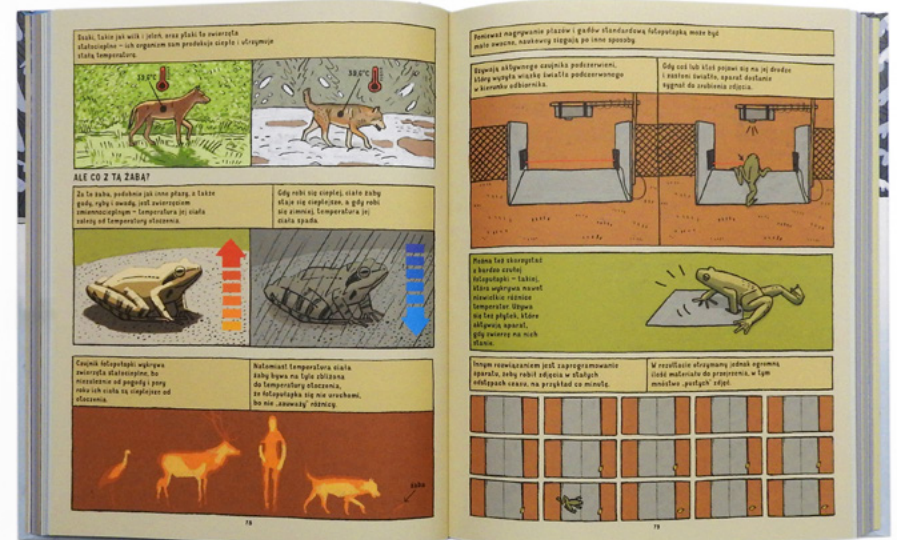 Ssaki, takie jak wilk i jeleń, oraz ptaki to zwierzęta
stałocieplne – ich organizm sam produkuje ciepło i utrzymuje
stałą temperaturę.
38,6°C
ALE CO Z TĄ ŻABĄ?
Za to żaba, podobnie jak inne płazy, a także
gady, ryby i owady, jest zwierzęciem
zmiennocieplnym – temperatura jej ciała
zależy od temperatury otoczenia.
Gdy robi się cieplej, ciało żaby
staje się cieplejsze, a gdy robi
się zimniej, temperatura jej
ciała spada.
Czujnik fotopułapki wykrywa
zwierzęta stałocieplne, bo
niezależnie od pogody i pory
roku ich ciała są cieplejsze od
otoczenia.
Natomiast temperatura ciała
żaby bywa na tyle zbliżona
do temperatury otoczenia,
że fotopułapka się nie uruchomi,
bo nie „zauważy” różnicy.
żaba
78
Ponieważ nagrywanie płazów i gadów standardową fotopułapką może być
mało owocne, naukowcy sięgają po inne sposoby.
Używają aktywnego czujnika podczerwieni,
który wysyła wiązkę światła podczerwonego
w kierunku odbiornika.
Gdy coś lub ktoś pojawi się na jej drodze
i zasłoni światło, aparat dostanie
sygnał do zrobienia zdjęcia.
Można też skorzystać
z bardzo czułej
fotopułapki – takiej,
która wykrywa nawet
niewielkie różnice
temperatur. Używa
się też płytek, które
aktywują aparat,
gdy zwierzę na nich
stanie.
Innym rozwiązaniem jest zaprogramowanie
aparatu, żeby robił zdjęcia w stałych
odstępach czasu, na przykład co minutę.
W rezultacie otrzymamy jednak ogromną
ilość materiału do przejrzenia, w tym
mnóstwo „pustych” zdjęć.
79